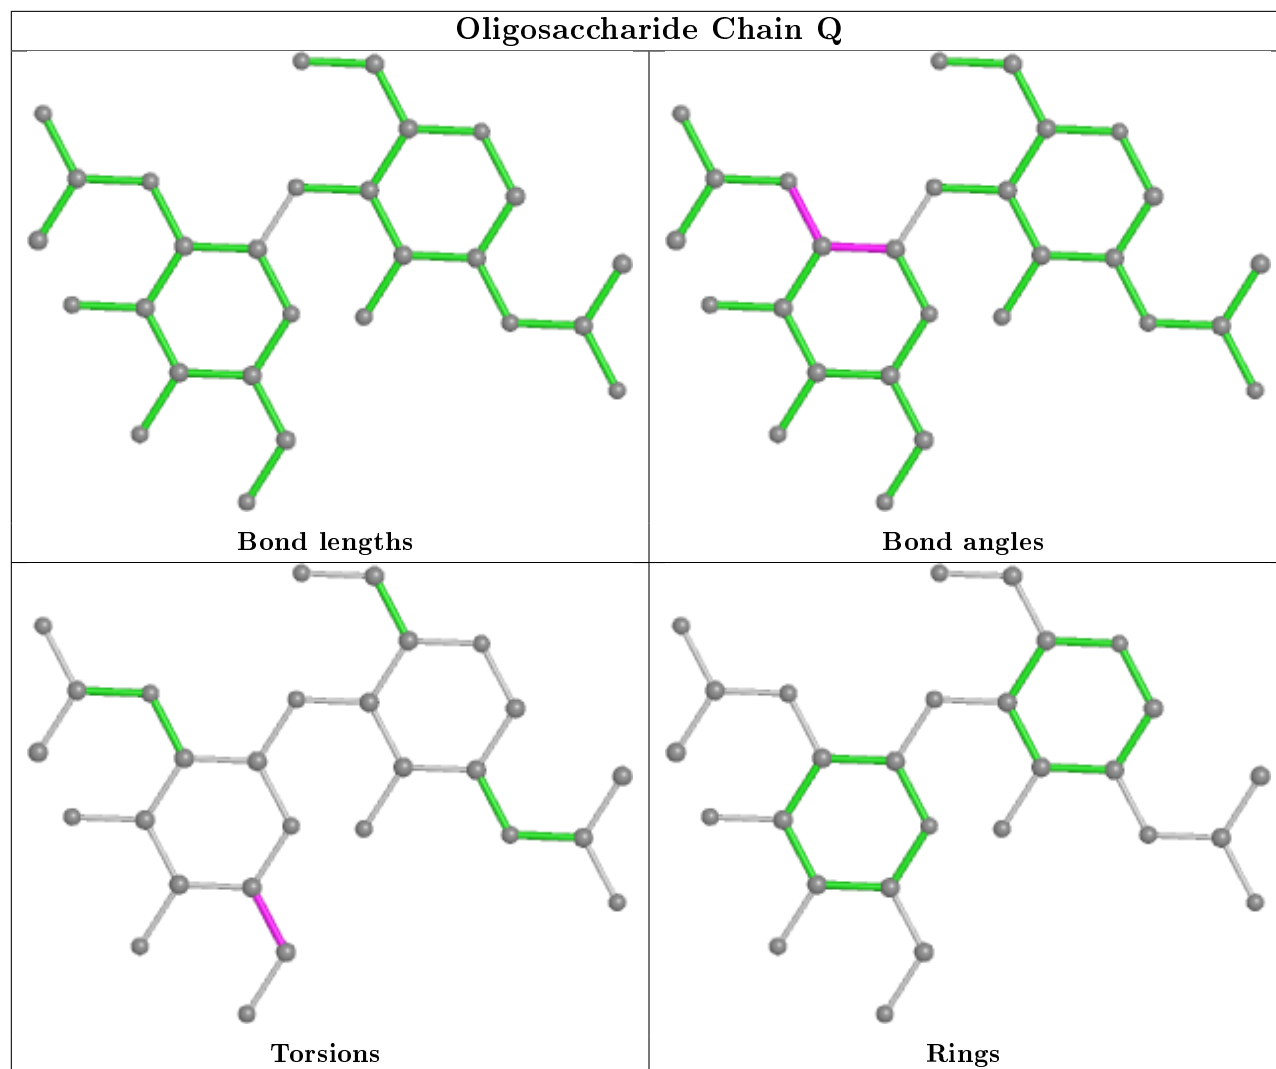 Oligosaccharide Chain Q
Bond lengths
Bond angles
Torsions
Rings